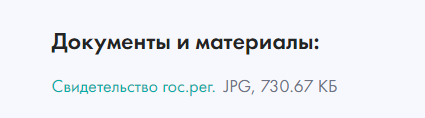 Документы и материалы:
Свидетельство гос.рег. JPG, 730.67 КБ